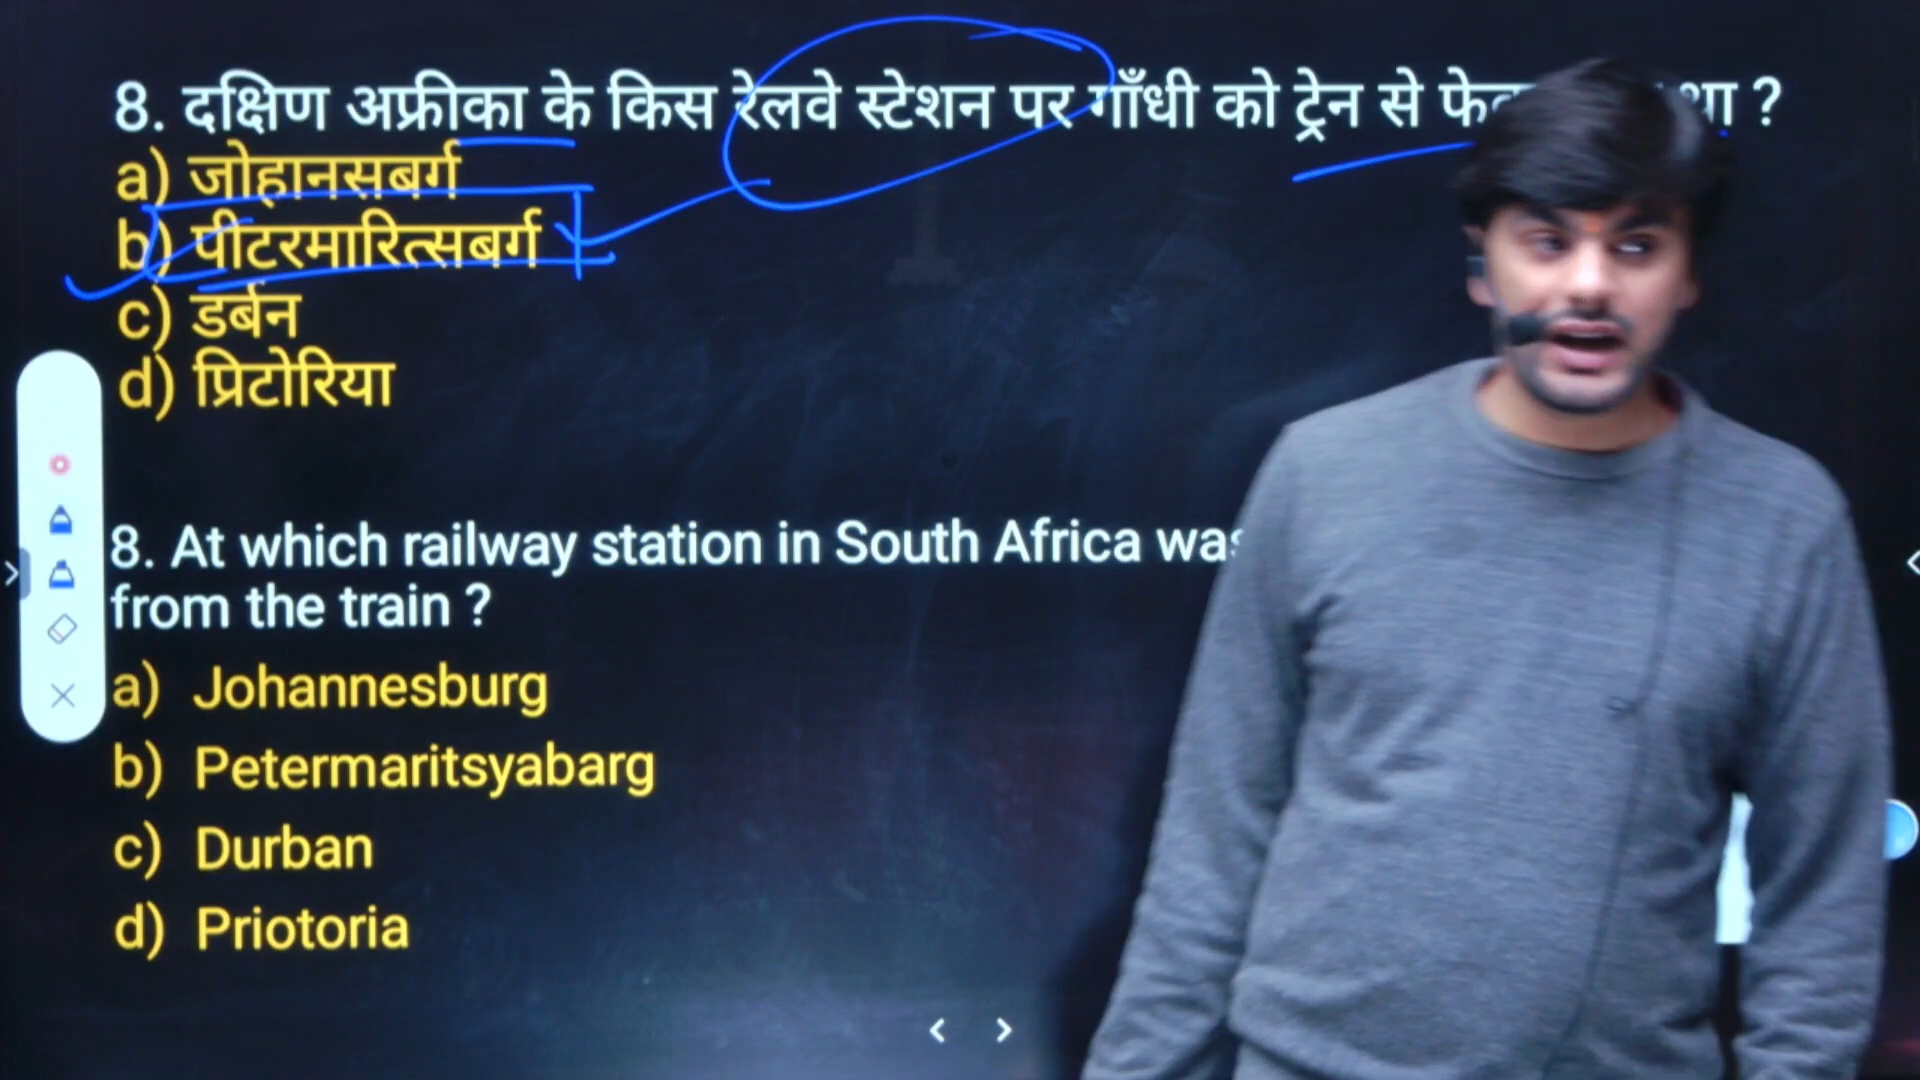 8. दक्षिण अफ्रीका के किस रेलवे स्टेशन पर गाँधी को ट्रेन से था ?
a) जोहानसबर्ग
b) पीटरमारित्सबर्ग
c) डर्बन
d) प्रिटोरिया
8. At which railway station in South Africa was
from the train ?
a) Johannesburg
b) Petermaritsyabarg
c) Durban
d) Priotoria